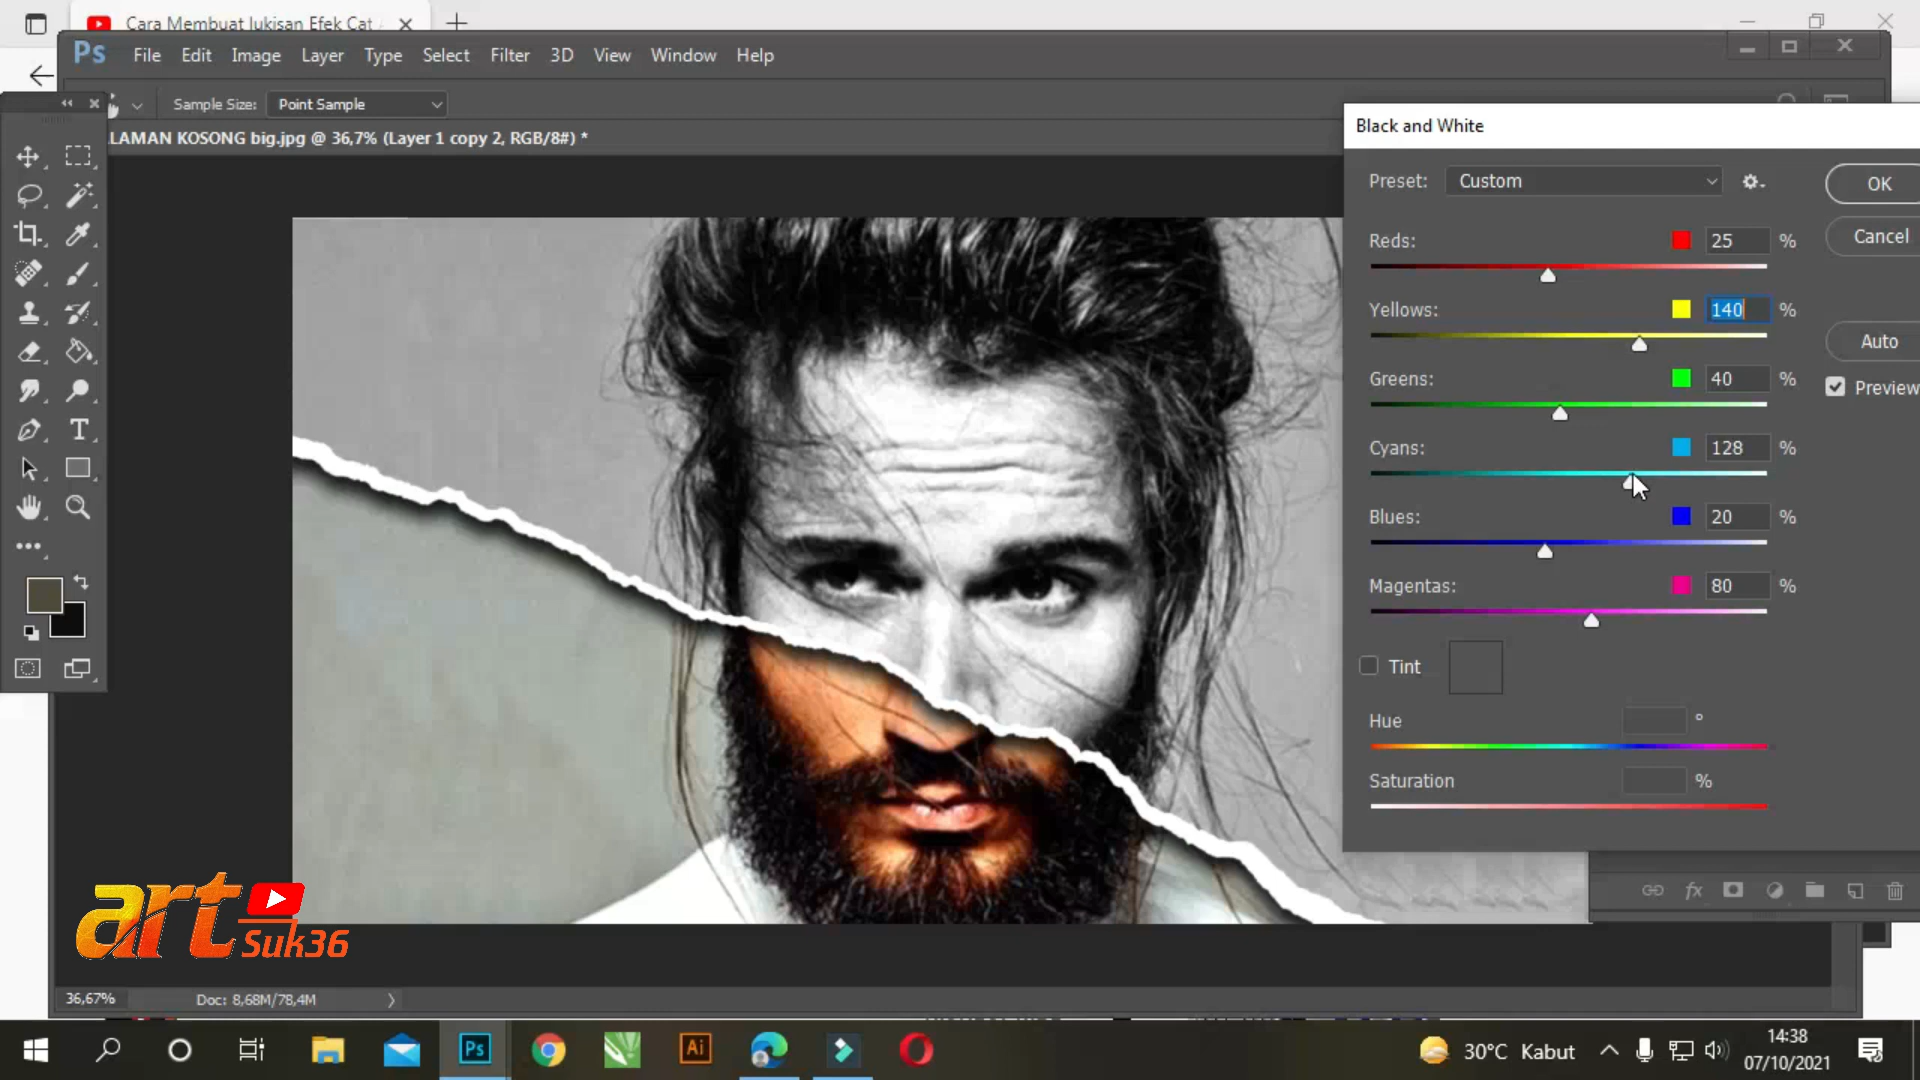 Cara Membuat lukisan Efek Cat
Ps File Edit Image Layer Type Select Filter 3D View Window Help
Sample Size: Point Sample
LAMAN KOSONG big.jpg @ 36,7% (Layer 1 copy 2, RGB/8#) *
Black and White
Preset: Custom
OK
Reds: 25 %
Cancel
Yellows: 140 %
Auto
Greens: 40 %
Preview
Cyans: 128 %
Blues: 20 %
Magentas: 80 %
Tint
Hue °
Saturation %
fx
art
Suk36
36,67% Doc: 8,68M/78,4M
Ps
Ai
30°C Kabut
14:38
07/10/2021